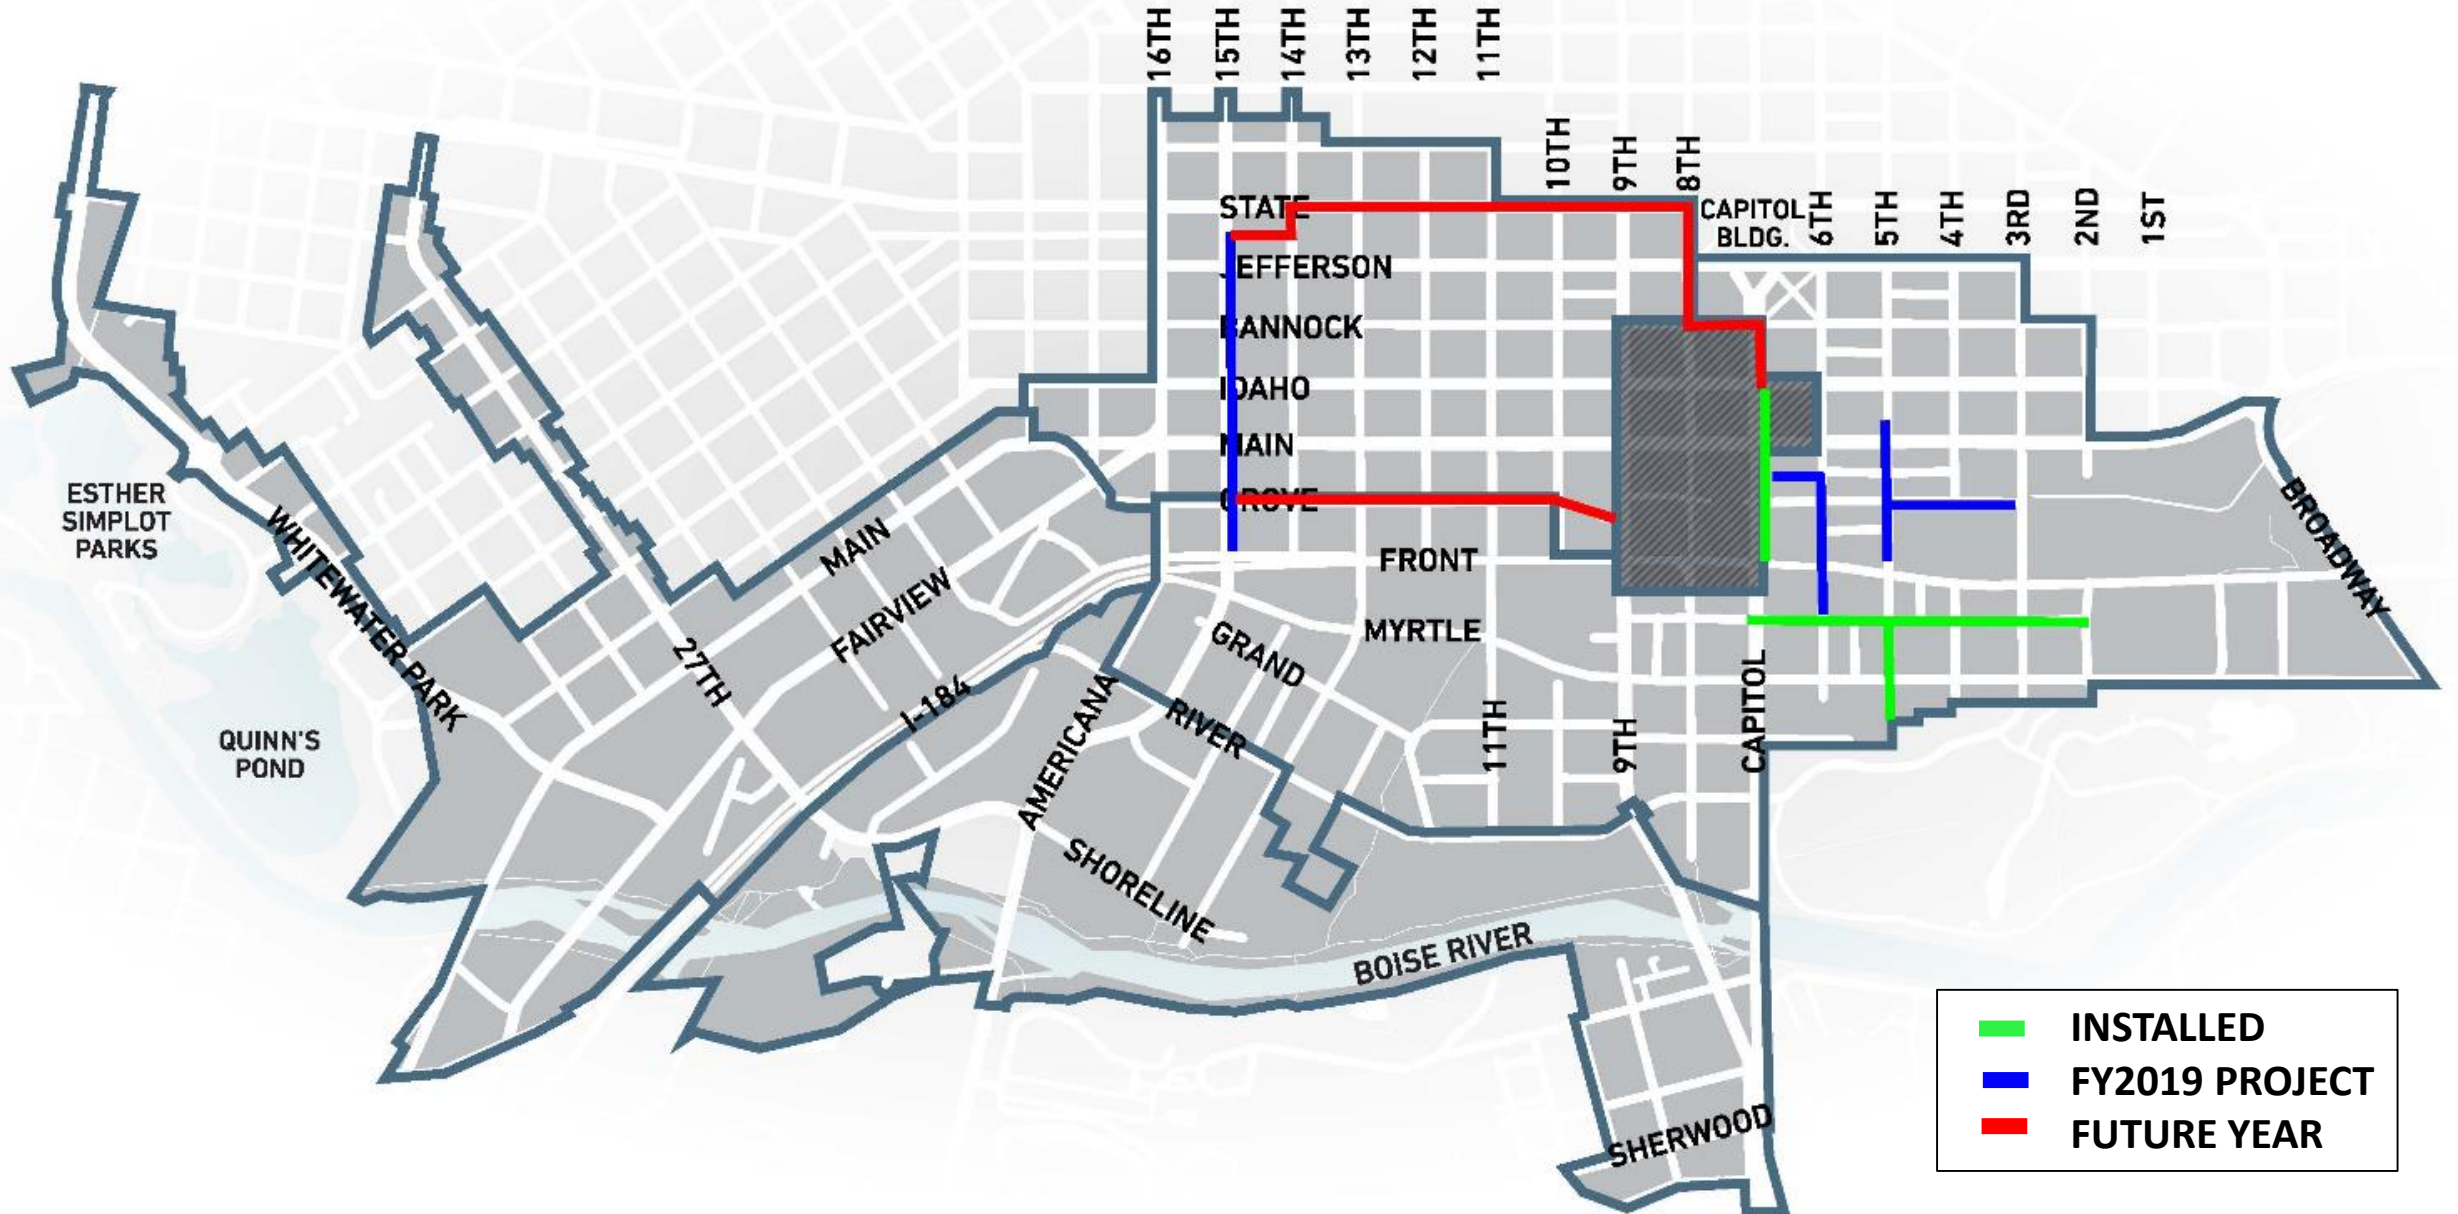 16TH
15TH
14TH
13TH
12TH
11TH
10TH
9TH
8TH
CAPITOL
BLDG.
6TH
5TH
4TH
3RD
2ND
1ST
STATE
JEFFERSON
BANNOCK
IDAHO
MAIN
GROVE
FRONT
MYRTLE
ESTHER
SIMPLOT
PARKS
WHITEWATER PARK
QUINN'S
POND
MAIN
FAIRVIEW
27TH
I-184
AMERICANA
GRAND
RIVER
SHORELINE
11TH
9TH
CAPITOL
BROADWAY
BOISE RIVER
SHERWOOD
INSTALLED
FY2019 PROJECT
FUTURE YEAR